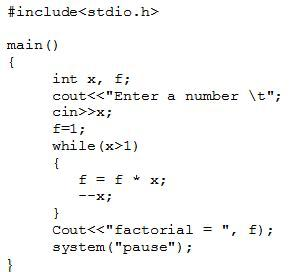 #include<stdio.h>
main()
{
int x, f;
cout<<"Enter a number \t";
cin>>x;
f=1;
while(x>1)
{
f = f * x;
--x;
}
Cout<<"factorial = ", f);
system("pause");
}